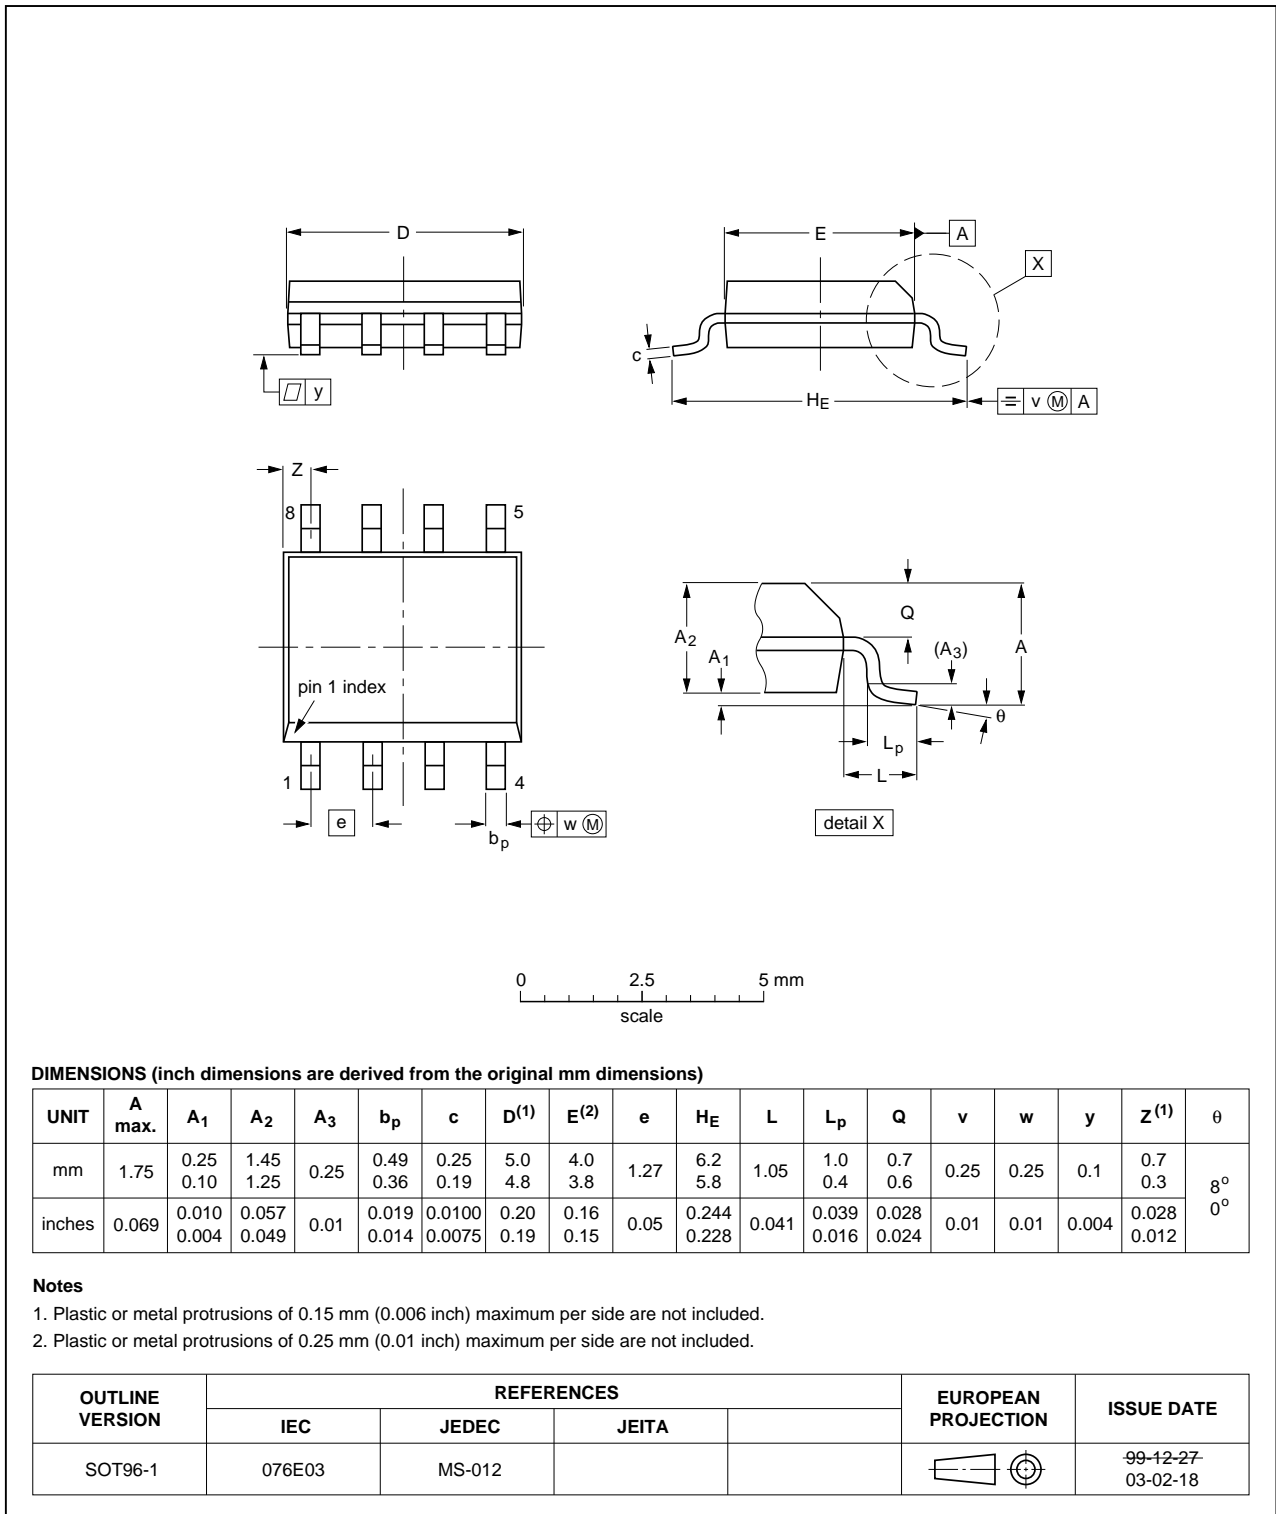 D
E
A
X
c
y
HE
v M A
Z
8
5
pin 1 index
1
4
e
bp
w M
Q
A2
A1
(A3)
A
θ
Lp
L
detail X
0 2.5 5 mm
scale
DIMENSIONS (inch dimensions are derived from the original mm dimensions)
UNIT A max. A1 A2 A3 bp c D(1) E(2) e HE L Lp Q v w y Z(1) θ
mm 1.75 0.25 0.10 1.45 1.25 0.25 0.49 0.36 0.25 0.19 5.0 4.8 4.0 3.8 1.27 6.2 5.8 1.05 1.0 0.4 0.7 0.6 0.25 0.25 0.1 0.7 0.3 8o 0o
inches 0.069 0.010 0.004 0.057 0.049 0.01 0.019 0.014 0.0100 0.0075 0.20 0.19 0.16 0.15 0.05 0.244 0.228 0.041 0.039 0.016 0.028 0.024 0.01 0.01 0.004 0.028 0.012
Notes
1. Plastic or metal protrusions of 0.15 mm (0.006 inch) maximum per side are not included.
2. Plastic or metal protrusions of 0.25 mm (0.01 inch) maximum per side are not included.
OUTLINE VERSION REFERENCES EUROPEAN PROJECTION ISSUE DATE
IEC JEDEC JEITA
SOT96-1 076E03 MS-012 99-12-27
03-02-18